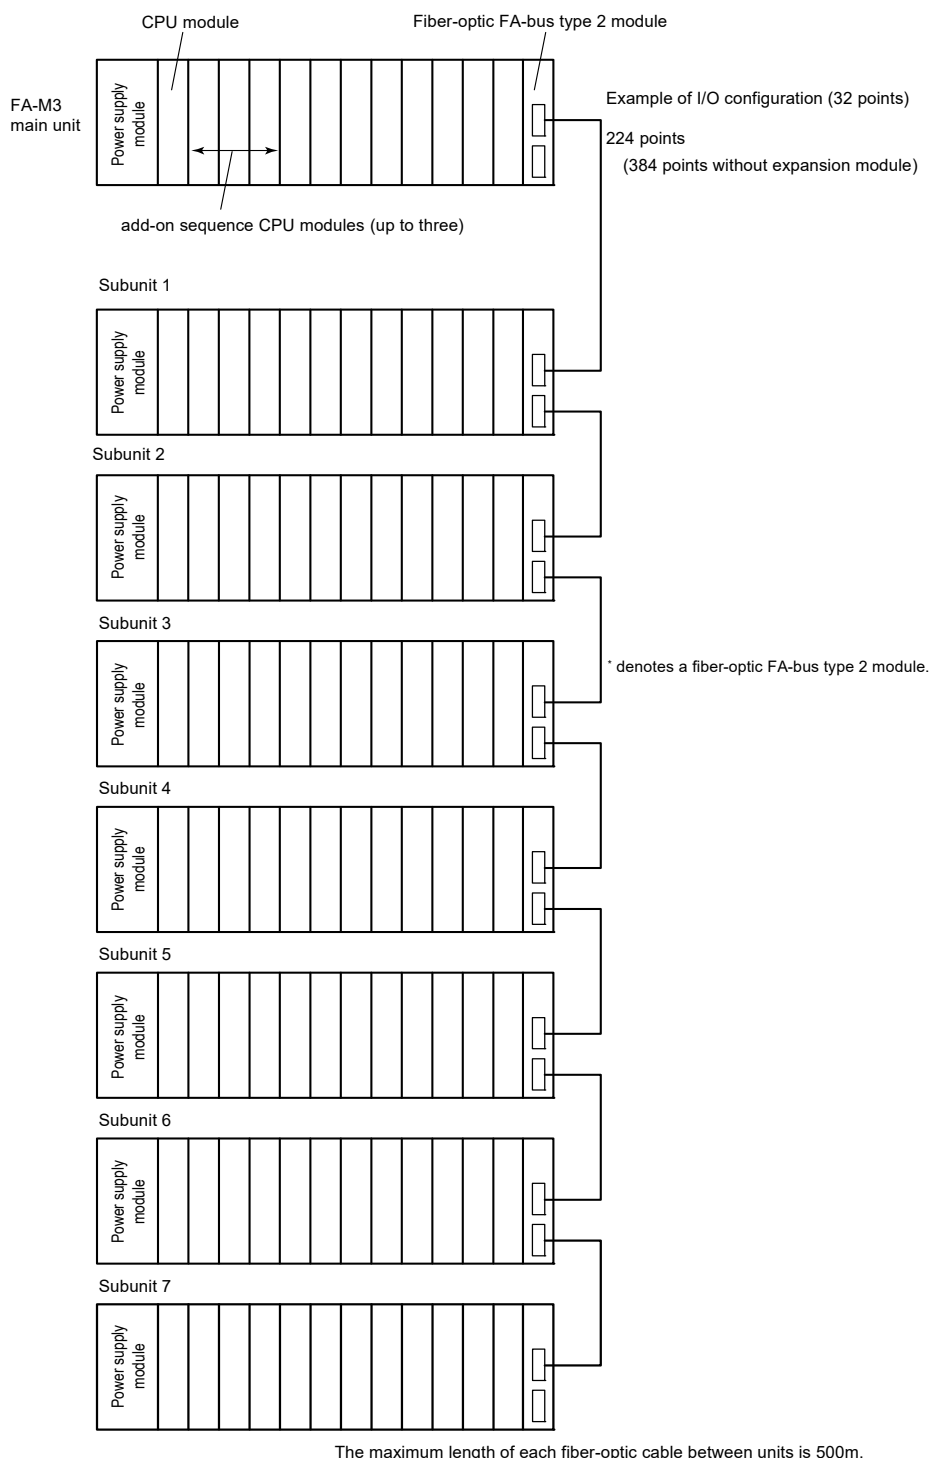 CPU module
Fiber-optic FA-bus type 2 module
FA-M3
main unit
Power supply
module
Example of I/O configuration (32 points)
224 points
(384 points without expansion module)
add-on sequence CPU modules (up to three)
Subunit 1
Power supply
module
Subunit 2
Power supply
module
Subunit 3
Power supply
module
* denotes a fiber-optic FA-bus type 2 module.
Subunit 4
Power supply
module
Subunit 5
Power supply
module
Subunit 6
Power supply
module
Subunit 7
Power supply
module
The maximum length of each fiber-optic cable between units is 500m.